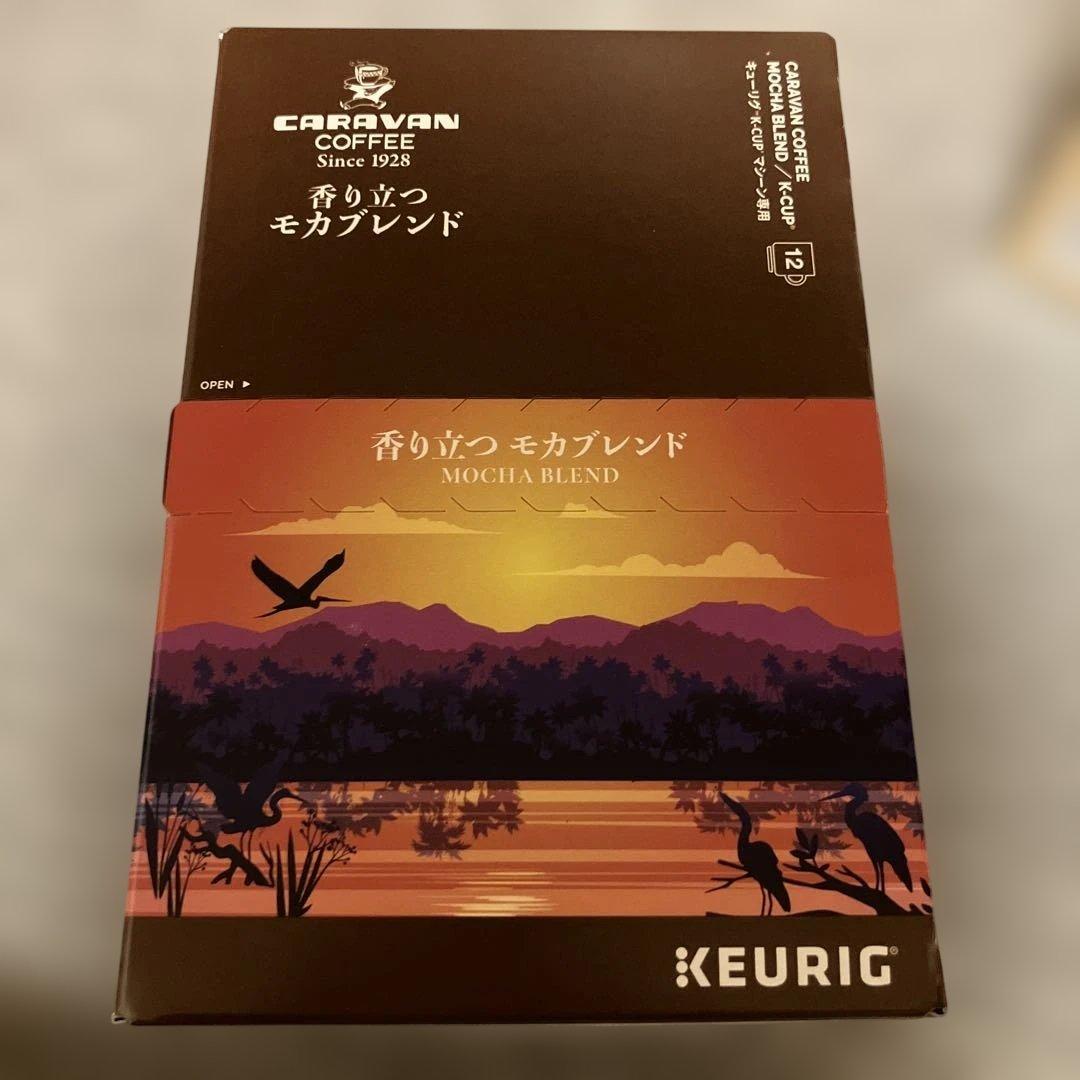 CARAVAN
COFFEE
Since 1928
香り立つ
モカブレンド
CARAVAN COFFEE
MOCHA BLEND / K-CUP®
キューリグ® K-CUP® マシーン専用
12
OPEN ▶
香り立つ モカブレンド
MOCHA BLEND
KEURIG®